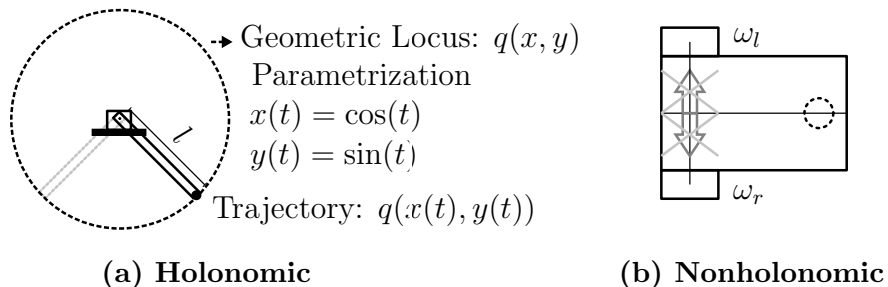 Geometric Locus: q(x, y)
Parametrization
x(t) = cos(t)
y(t) = sin(t)
l
Trajectory: q(x(t), y(t))
(a) Holonomic
ω_l
ω_r
(b) Nonholonomic